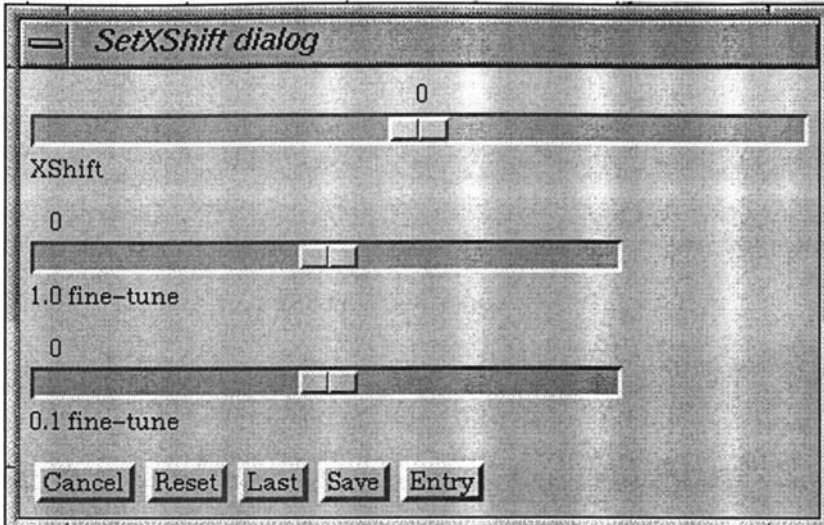 SetXShift dialog
0
XShift
0
1.0 fine-tune
0
0.1 fine-tune
Cancel Reset Last Save Entry